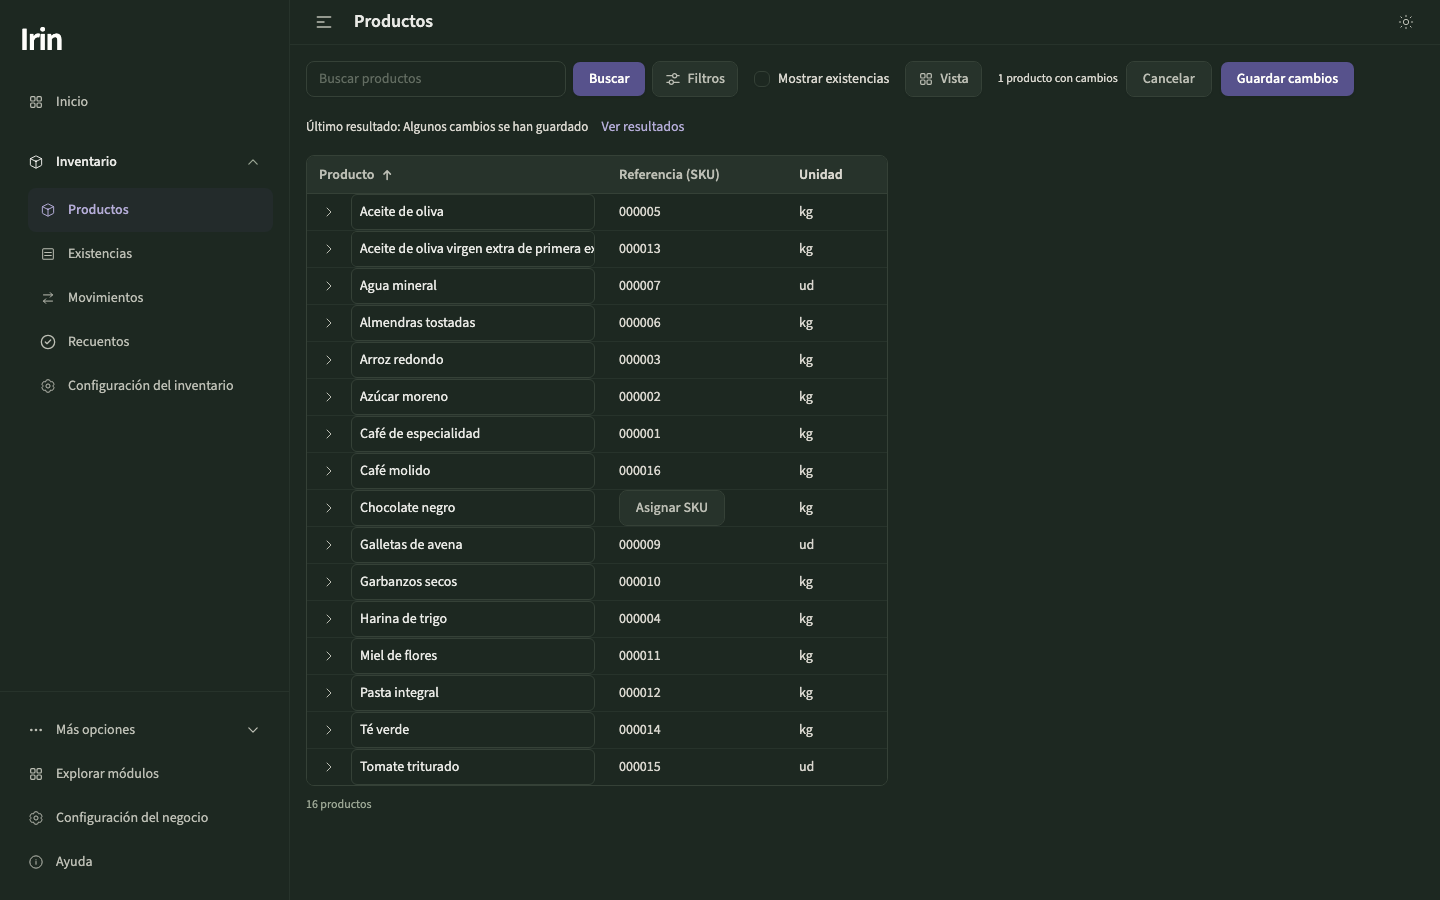 Irin
Inicio
Inventario
Productos
Existencias
Movimientos
Recuentos
Configuración del inventario
Más opciones
Explorar módulos
Configuración del negocio
Ayuda
Productos
Buscar productos Buscar Filtros Mostrar existencias Vista 1 producto con cambios Cancelar Guardar cambios
Último resultado: Algunos cambios se han guardado Ver resultados
Producto Referencia (SKU) Unidad
Aceite de oliva 000005 kg
Aceite de oliva virgen extra de primera ex 000013 kg
Agua mineral 000007 ud
Almendras tostadas 000006 kg
Arroz redondo 000003 kg
Azúcar moreno 000002 kg
Café de especialidad 000001 kg
Café molido 000016 kg
Chocolate negro Asignar SKU kg
Galletas de avena 000009 ud
Garbanzos secos 000010 kg
Harina de trigo 000004 kg
Miel de flores 000011 kg
Pasta integral 000012 kg
Té verde 000014 kg
Tomate triturado 000015 ud
16 productos